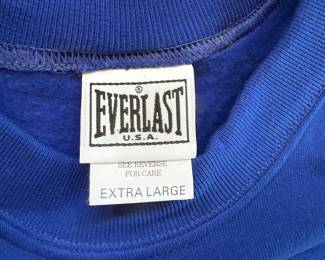 ®
EVERLAST
U.S.A.
SEE REVERSE
FOR CARE
EXTRA LARGE